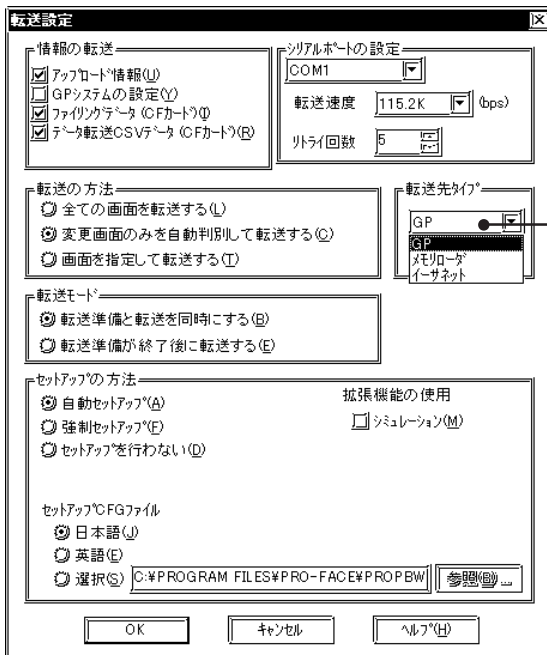 転送設定
情報の転送
アップロード情報(U)
GPシステムの設定(Y)
ファイリングデータ(CFカード)(I)
データ転送CSVデータ(CFカード)(R)
シリアルポートの設定
COM1
転送速度 115.2K (bps)
リトライ回数 5
転送の方法
全ての画面を転送する(L)
変更画面のみを自動判別して転送する(C)
画面を指定して転送する(T)
転送先タイプ
GP
GP
メモリローダ
イーサネット
転送モード
転送準備と転送を同時にする(B)
転送準備が終了後に転送する(E)
セットアップの方法
自動セットアップ(A)
強制セットアップ(F)
セットアップを行わない(D)
拡張機能の使用
シミュレーション(M)
セットアップCFGファイル
日本語(J)
英語(E)
選択(S) C:¥PROGRAM FILES¥PRO-FACE¥PROPBW 参照(B)...
OK キャンセル ヘルプ(H)